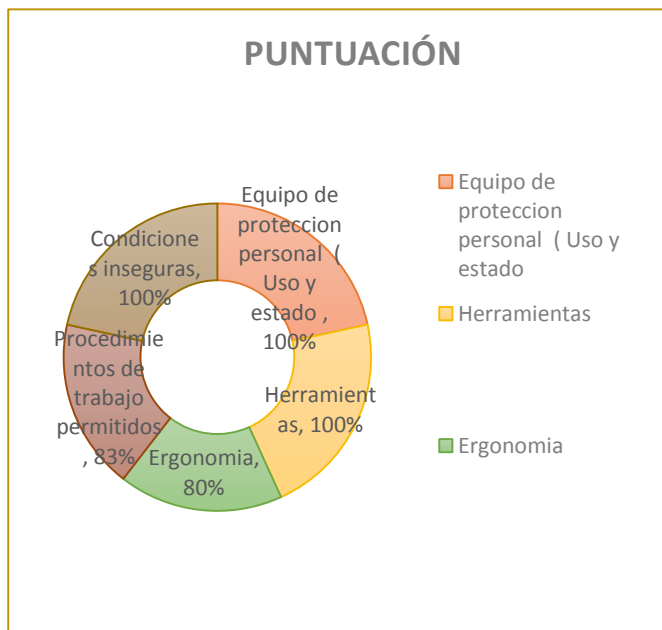 PUNTUACIÓN
Equipo de
proteccion
personal ( 
Uso y
estado ,
100%
Herramient
as, 100%
Ergonomia,
80%
Procedimie
ntos de
trabajo
permitidos
, 83%
Condicione
s inseguras,
100%
Equipo de
proteccion
personal ( Uso y
estado
Herramientas
Ergonomia